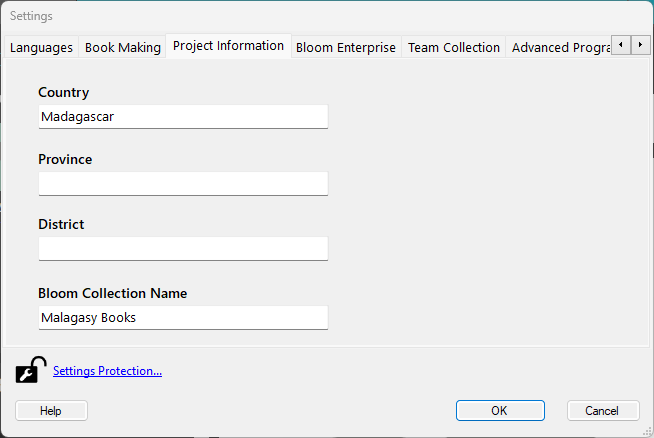 Settings
Languages Book Making Project Information Bloom Enterprise Team Collection Advanced Progra
Country
Madagascar
Province
District
Bloom Collection Name
Malagasy Books
Settings Protection...
Help OK Cancel